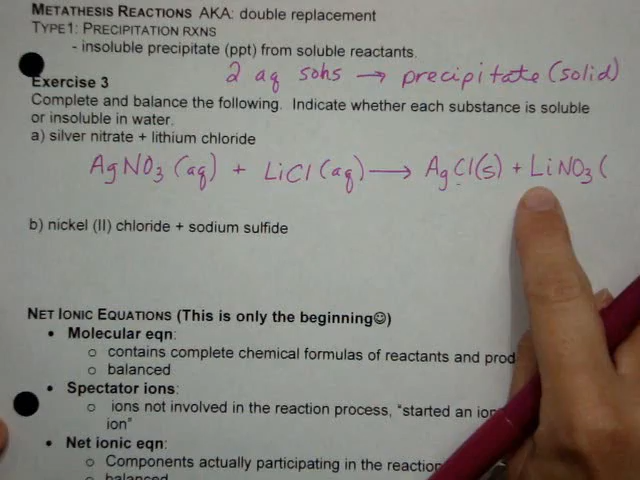 METATHESIS REACTIONS AKA: double replacement
TYPE1: PRECIPITATION RXNS
- insoluble precipitate (ppt) from soluble reactants.
2 aq solns → precipitate (solid)
Exercise 3
Complete and balance the following. Indicate whether each substance is soluble
or insoluble in water.
a) silver nitrate + lithium chloride
AgNO3 (aq) + LiCl (aq) → AgCl(s) + LiNO3 (
b) nickel (II) chloride + sodium sulfide
NET IONIC EQUATIONS (This is only the beginning☺)
• Molecular eqn:
o contains complete chemical formulas of reactants and prod
o balanced
• Spectator ions:
o ions not involved in the reaction process, “started an ion
ion”
• Net ionic eqn:
o Components actually participating in the reaction
o balanced